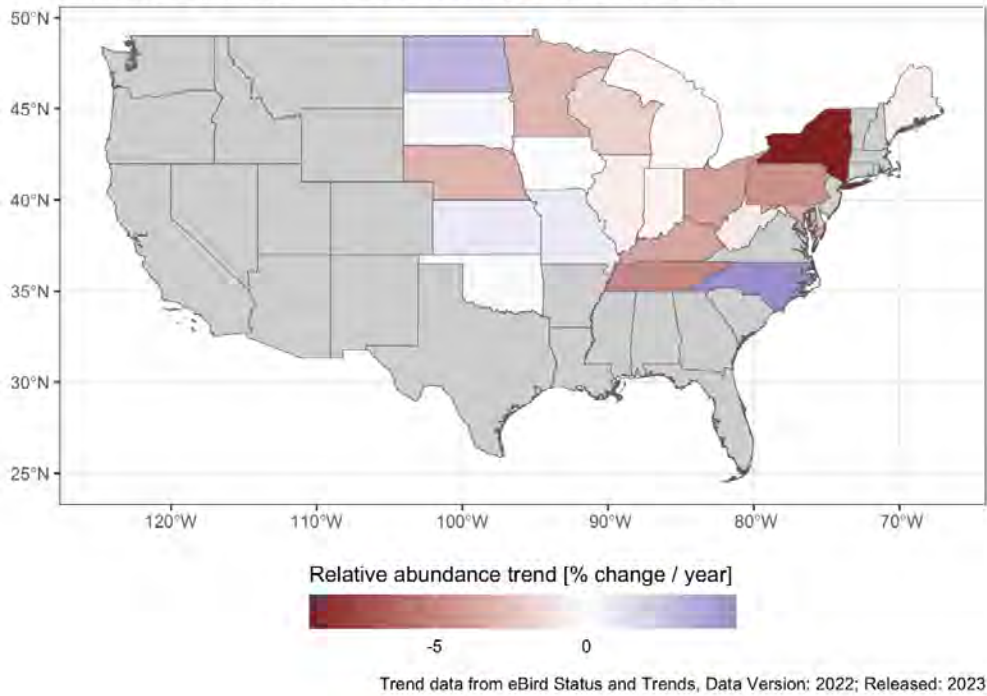 50°N
45°N
40°N
35°N
30°N
25°N
120°W 110°W 100°W 90°W 80°W 70°W
Relative abundance trend [% change / year]
-5 0
Trend data from eBird Status and Trends, Data Version: 2022; Released: 2023